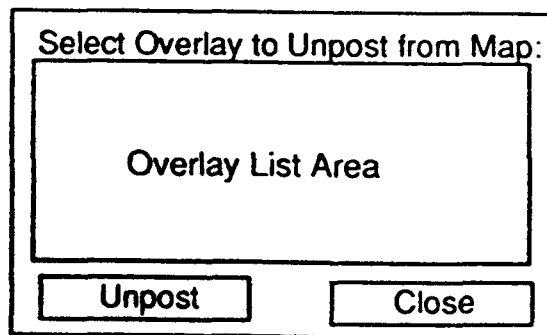 Select Overlay to Unpost from Map:
Overlay List Area
Unpost Close